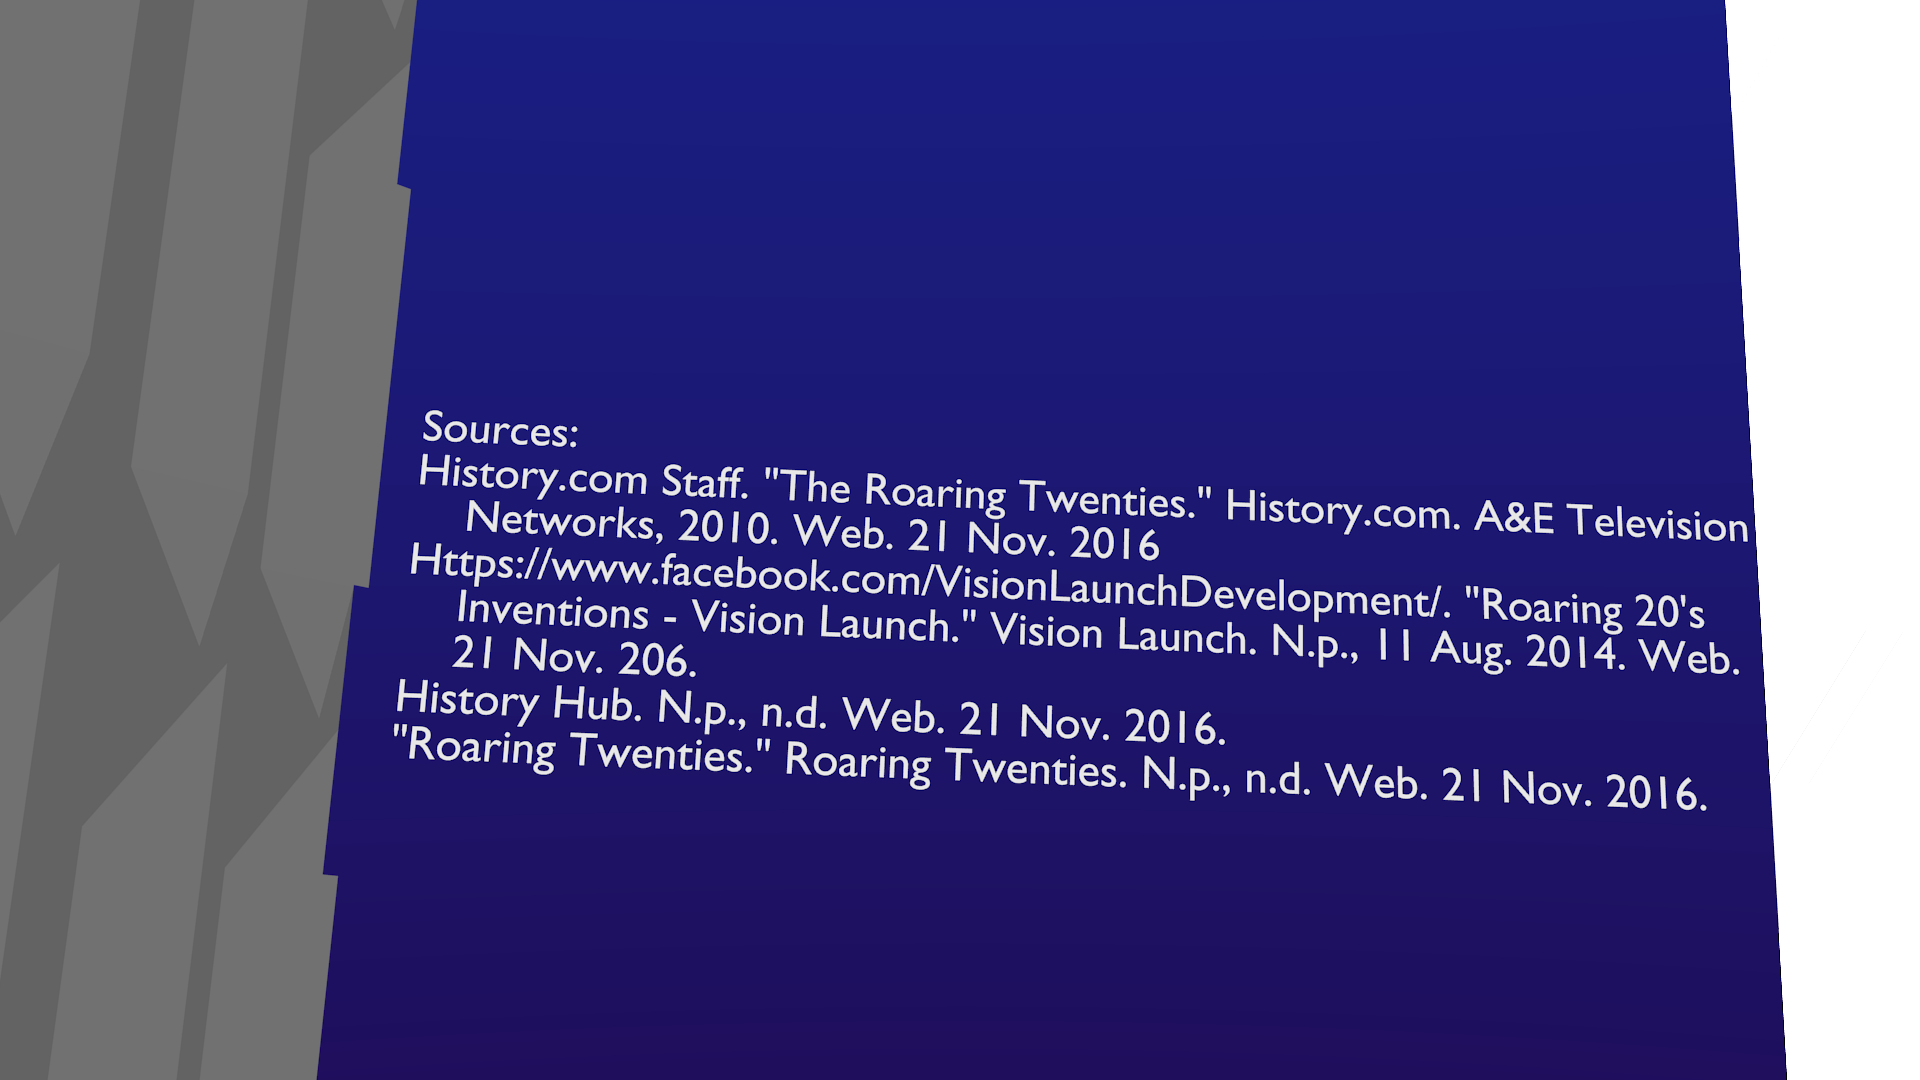 Sources:
History.com Staff. "The Roaring Twenties." History.com. A&E Television
Networks, 2010. Web. 21 Nov. 2016
Https://www.facebook.com/VisionLaunchDevelopment/. "Roaring 20's
Inventions - Vision Launch." Vision Launch. N.p., 11 Aug. 2014. Web.
21 Nov. 206.
History Hub. N.p., n.d. Web. 21 Nov. 2016.
"Roaring Twenties." Roaring Twenties. N.p., n.d. Web. 21 Nov. 2016.